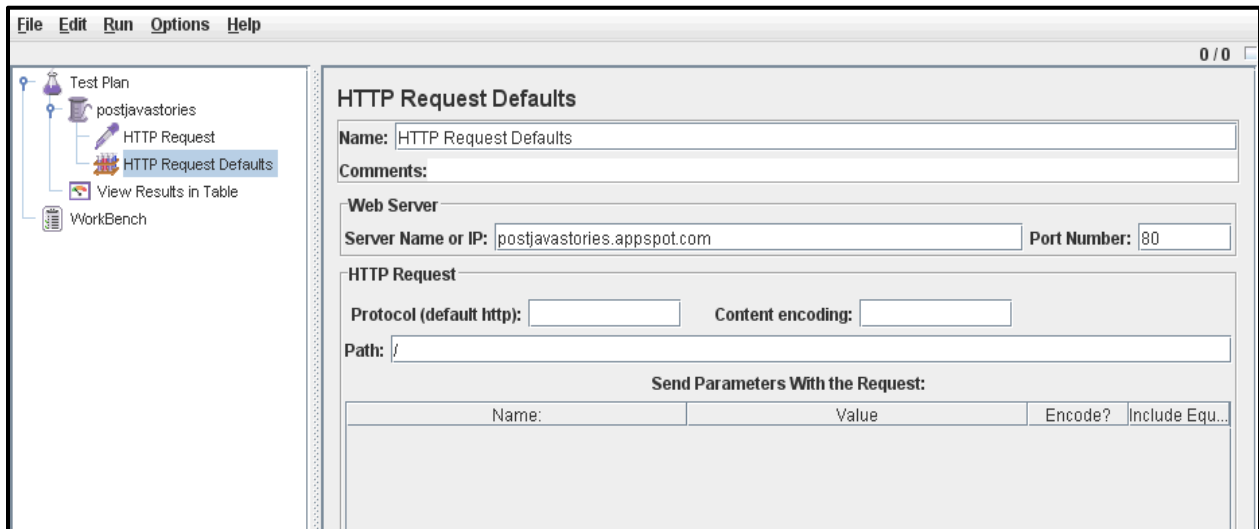 File Edit Run Options Help
0 / 0
Test Plan
postjavastories
HTTP Request
HTTP Request Defaults
View Results in Table
WorkBench
HTTP Request Defaults
Name: HTTP Request Defaults
Comments:
Web Server
Server Name or IP: postjavastories.appspot.com Port Number: 80
HTTP Request
Protocol (default http): Content encoding:
Path: /
Send Parameters With the Request:
Name: Value Encode? Include Equ...